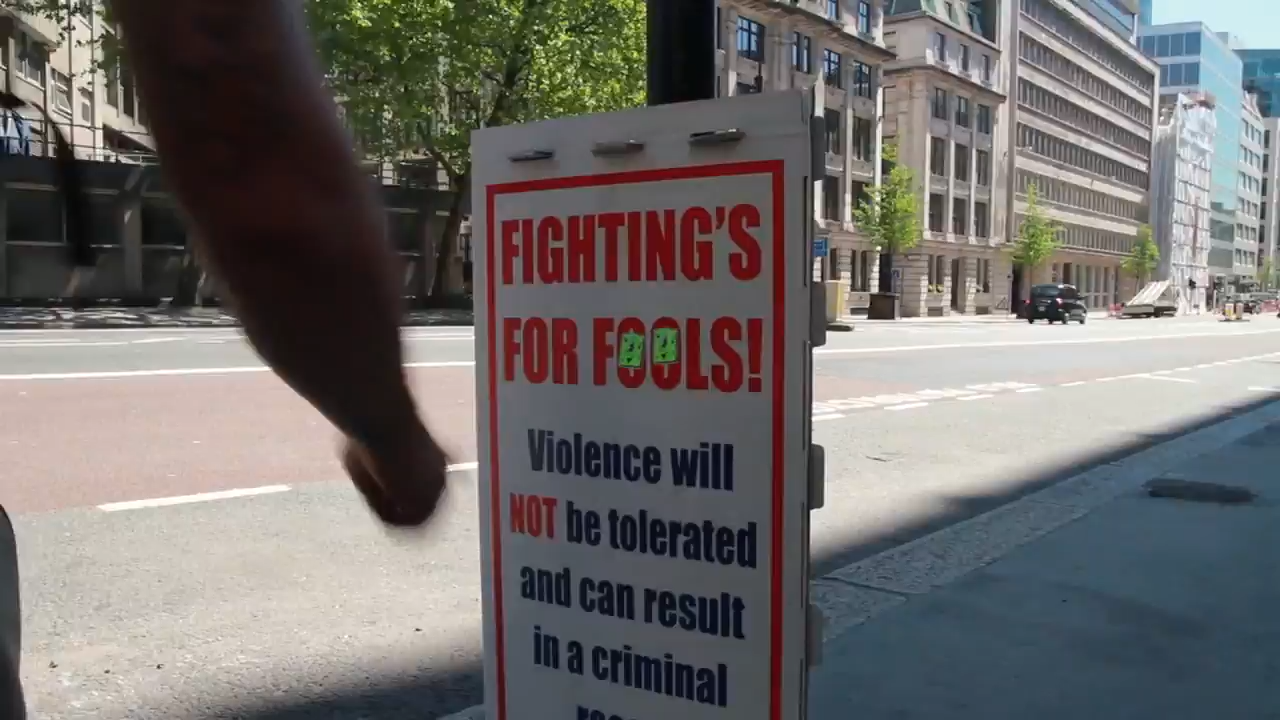 FIGHTING'S
FOR FOOLS!
Violence will
NOT be tolerated
and can result
in a criminal